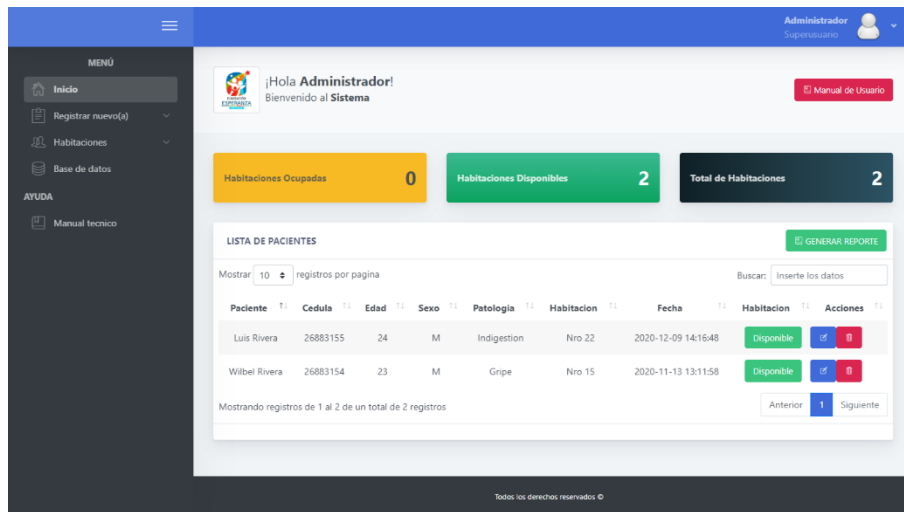 Administrador
Superusuario
MENÚ
Inicio
Registrar nuevo(a)
Habitaciones
Base de datos
AYUDA
Manual tecnico
FUNDACIÓN
ESPERANZA
¡Hola Administrador!
Bienvenido al Sistema
Manual de Usuario
Habitaciones Ocupadas 0
Habitaciones Disponibles 2
Total de Habitaciones 2
LISTA DE PACIENTES
GENERAR REPORTE
Mostrar 10 registros por pagina
Buscar: Inserte los datos
Paciente Cedula Edad Sexo Patologia Habitacion Fecha Habitacion Acciones
Luis Rivera 26883155 24 M Indigestion Nro 22 2020-12-09 14:16:48 Disponible
Wilbel Rivera 26883154 23 M Gripe Nro 15 2020-11-13 13:11:58 Disponible
Mostrando registros de 1 al 2 de un total de 2 registros
Anterior 1 Siguiente
Todos los derechos reservados ©